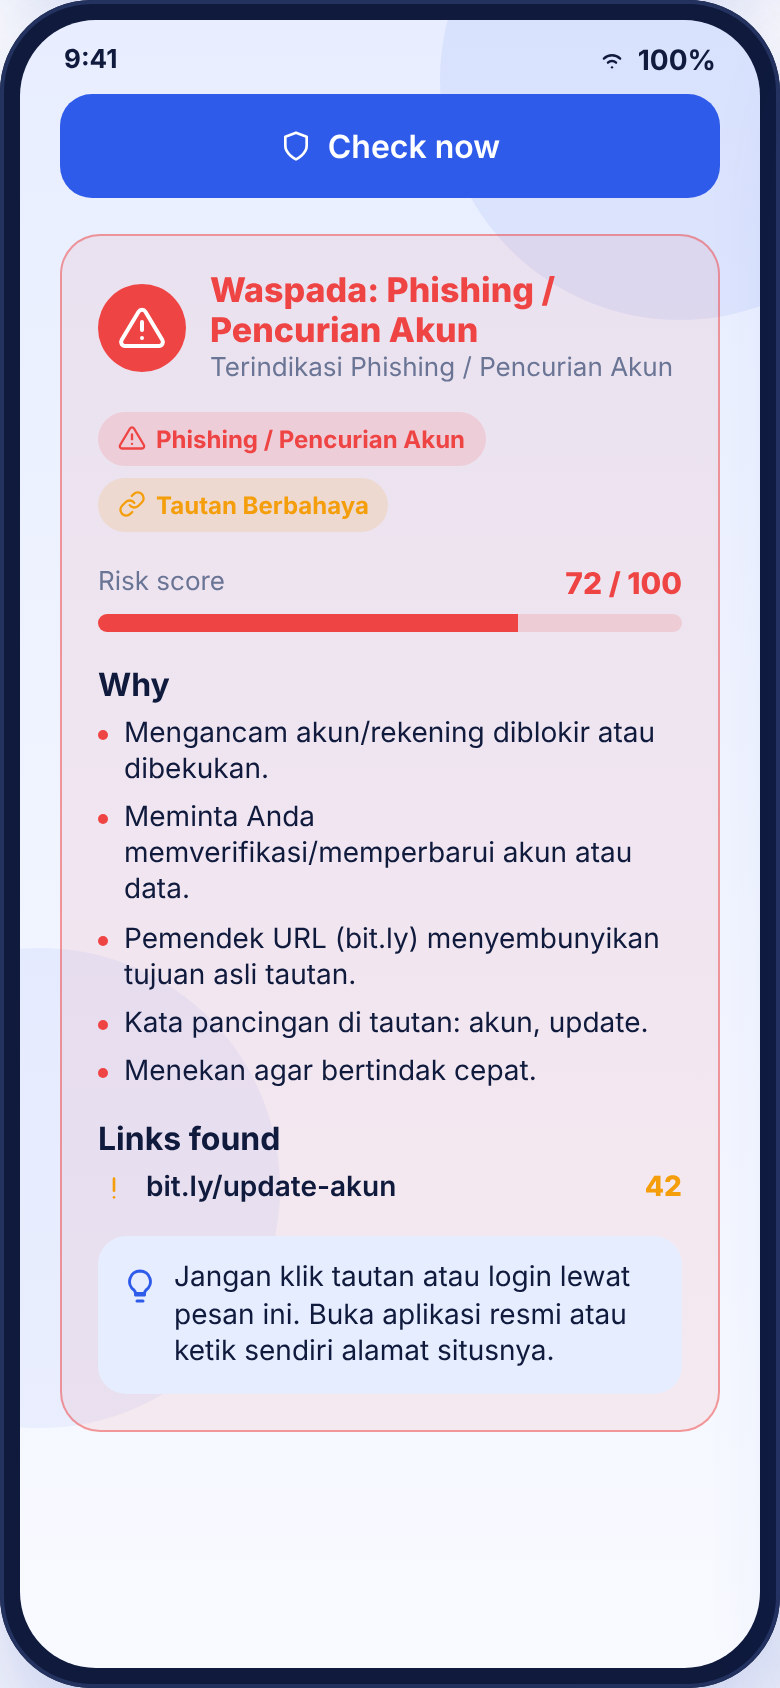 9:41
100%
Check now
Waspada: Phishing /
Pencurian Akun
Terindikasi Phishing / Pencurian Akun
Phishing / Pencurian Akun
Tautan Berbahaya
Risk score
72 / 100
Why
Mengancam akun/rekening diblokir atau
dibekukan.
Meminta Anda
memverifikasi/memperbarui akun atau
data.
Pemendek URL (bit.ly) menyembunyikan
tujuan asli tautan.
Kata pancingan di tautan: akun, update.
Menekan agar bertindak cepat.
Links found
! bit.ly/update-akun
42
Jangan klik tautan atau login lewat
pesan ini. Buka aplikasi resmi atau
ketik sendiri alamat situsnya.